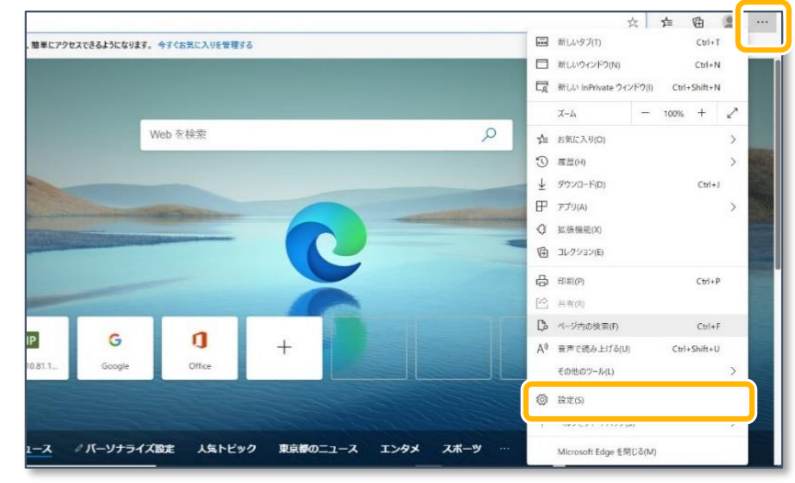 簡単にアクセスできるようになります。 今すぐお気に入りを管理する
新しいタブ(T) Ctrl+T
新しいウィンドウ(N) Ctrl+N
新しい InPrivate ウィンドウ(I) Ctrl+Shift+N
ズーム − 100% +
お気に入り(O)
履歴(H)
ダウンロード(D) Ctrl+J
アプリ(A)
拡張機能(X)
コレクション(E)
印刷(P) Ctrl+P
共有(R)
ページ内の検索(F) Ctrl+F
音声で読み上げる(U) Ctrl+Shift+U
その他のツール(L)
設定(S)
Microsoft Edge を閉じる(M)
Web を検索
IP
G
10.81.1...
Google
Office
ュース パーソナライズ設定 人気トピック 東京都のニュース エンタメ スポーツ ...